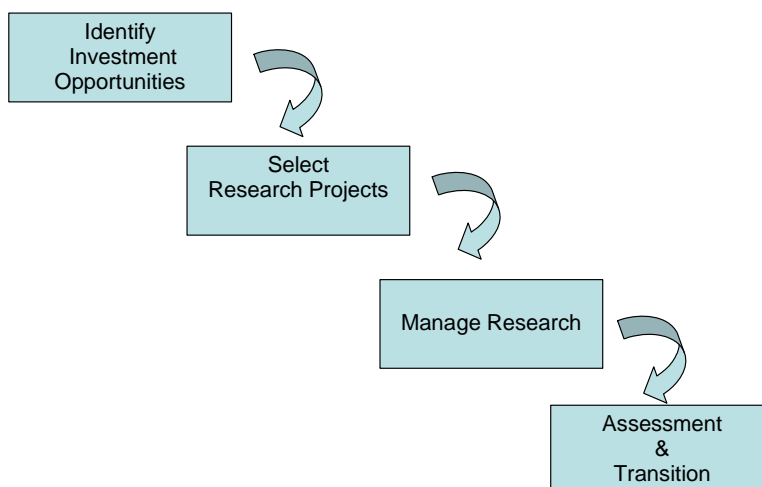 Identify
Investment
Opportunities
Select
Research Projects
Manage Research
Assessment
&
Transition